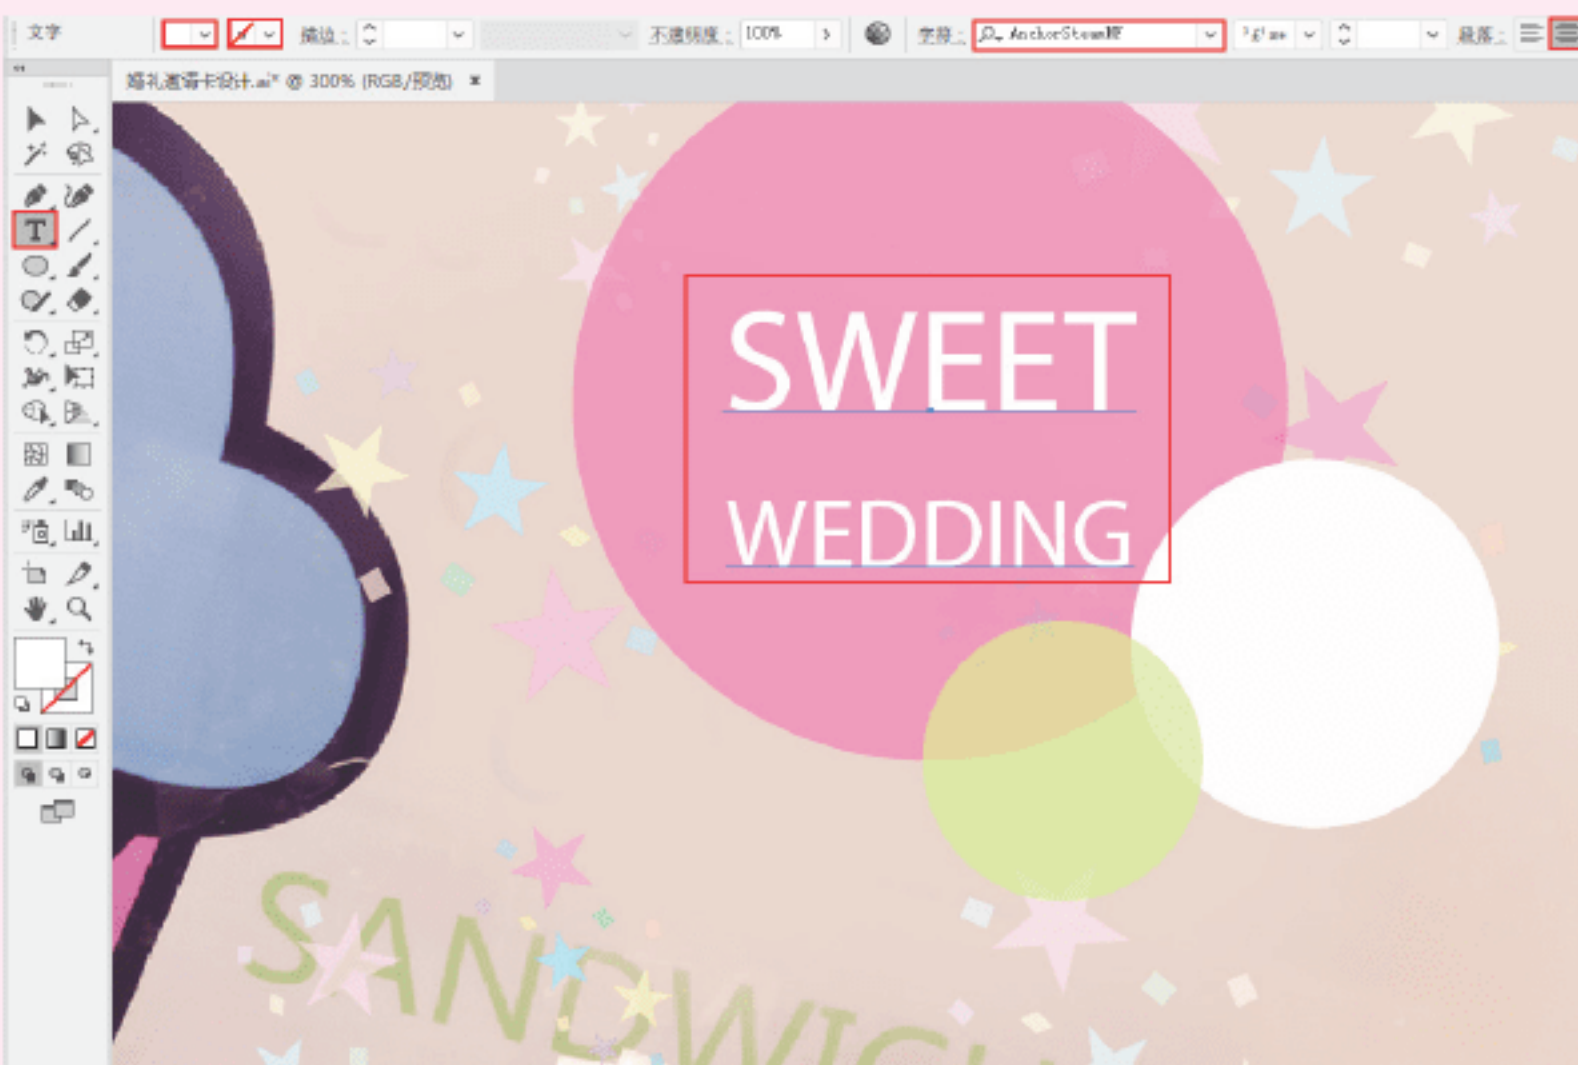 文字 描边: 不透明度: 100% 字符: AnchorSteamNF 段落:
婚礼邀请卡设计.ai* @ 300% (RGB/预览) ×
T
SWEET
WEDDING
SANDWICH